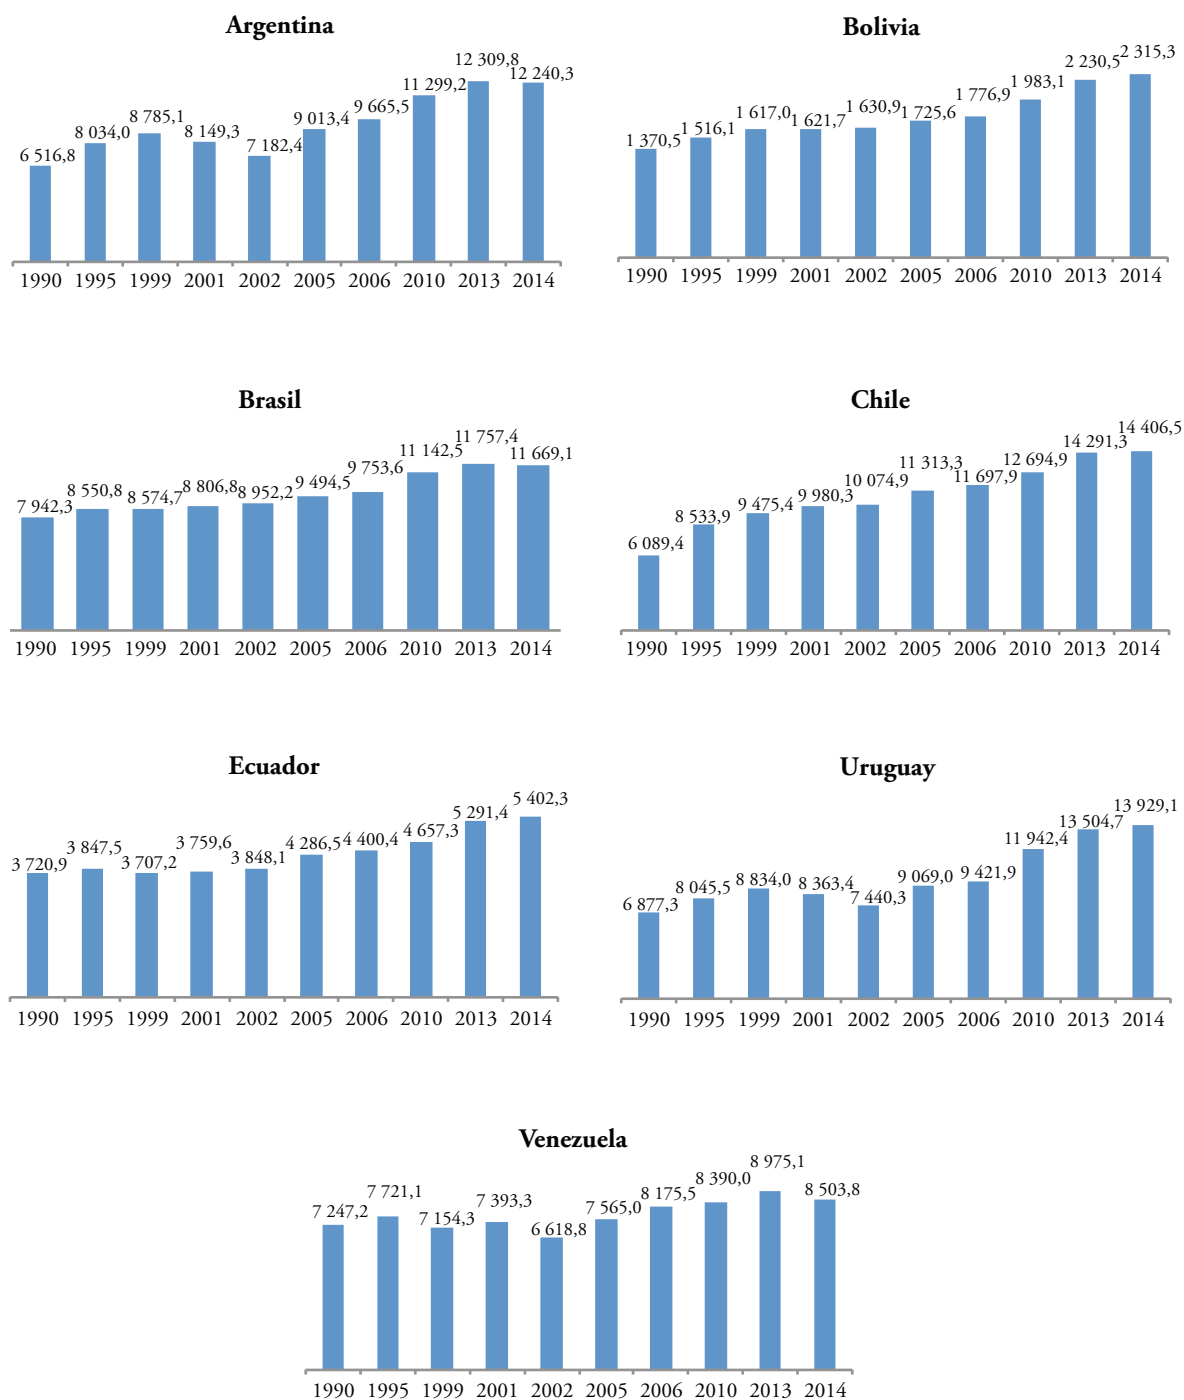 Argentina
6 516,8 8 034,0 8 785,1 8 149,3 7 182,4 9 013,4 9 665,5 11 299,2 12 309,8 12 240,3
1990 1995 1999 2001 2002 2005 2006 2010 2013 2014
Bolivia
1 370,5 1 516,1 1 617,0 1 621,7 1 630,9 1 725,6 1 776,9 1 983,1 2 230,5 2 315,3
1990 1995 1999 2001 2002 2005 2006 2010 2013 2014
Brasil
7 942,3 8 550,8 8 574,7 8 806,8 8 952,2 9 494,5 9 753,6 11 142,5 11 757,4 11 669,1
1990 1995 1999 2001 2002 2005 2006 2010 2013 2014
Chile
6 089,4 8 533,9 9 475,4 9 980,3 10 074,9 11 313,3 11 697,9 12 694,9 14 291,3 14 406,5
1990 1995 1999 2001 2002 2005 2006 2010 2013 2014
Ecuador
3 720,9 3 847,5 3 707,2 3 759,6 3 848,1 4 286,5 4 400,4 4 657,3 5 291,4 5 402,3
1990 1995 1999 2001 2002 2005 2006 2010 2013 2014
Uruguay
6 877,3 8 045,5 8 834,0 8 363,4 7 440,3 9 069,0 9 421,9 11 942,4 13 504,7 13 929,1
1990 1995 1999 2001 2002 2005 2006 2010 2013 2014
Venezuela
7 247,2 7 721,1 7 154,3 7 393,3 6 618,8 7 565,0 8 175,5 8 390,0 8 975,1 8 503,8
1990 1995 1999 2001 2002 2005 2006 2010 2013 2014